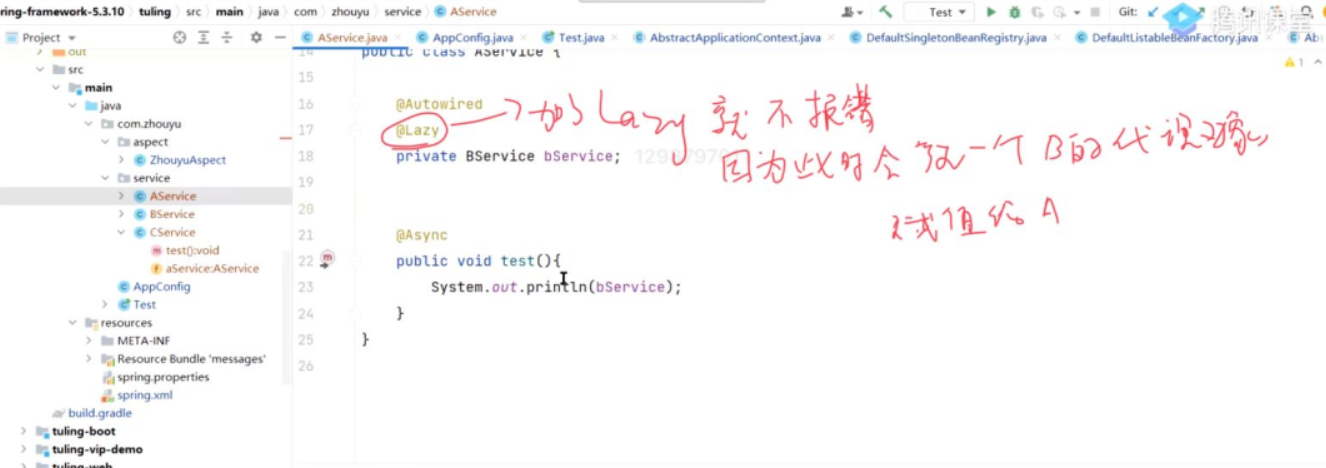 ring-framework-5.3.10 › tuling › src › main › java › com › zhouyu › service › AService
Test
Git:
腾讯课堂
Project
AService.java
AppConfig.java
Test.java
AbstractApplicationContext.java
DefaultSingletonBeanRegistry.java
DefaultListableBeanFactory.java
Ab
out
src
main
java
com.zhouyu
aspect
ZhouyuAspect
service
AService
BService
CService
test():void
aService:AService
AppConfig
Test
resources
META-INF
Resource Bundle 'messages'
spring.properties
spring.xml
build.gradle
tuling-boot
tuling-vip-demo
tuling-web
1
14 public class AService {
15
16 @Autowired
17 @Lazy
18 private BService bService;
19
20
21 @Async
22 public void test(){
23 System.out.println(bService);
24 }
25 }
26
加了Lazy 就不报错
因为此时会 一个B的代理对象
赋值给A